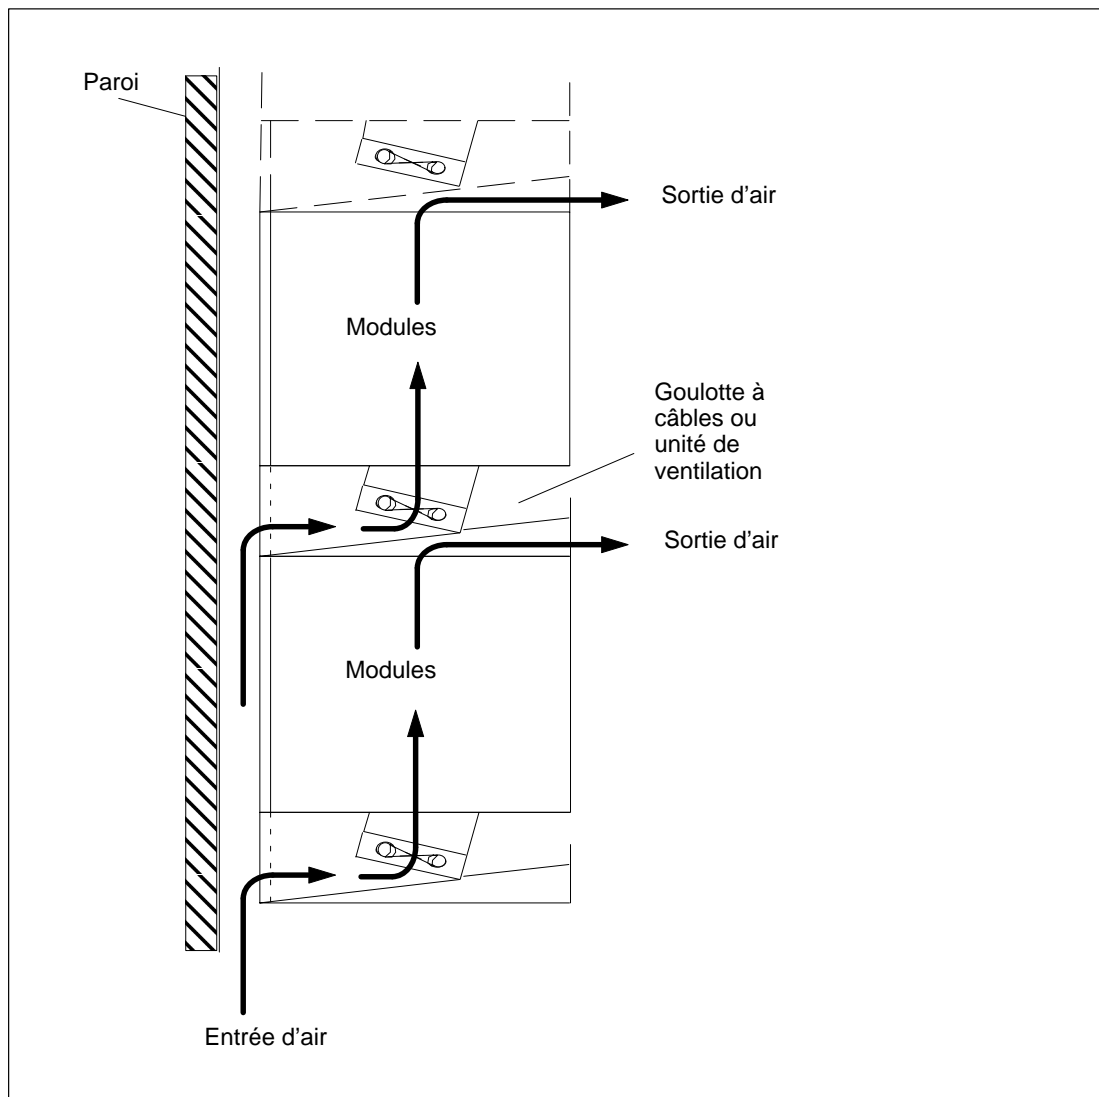 Paroi
Sortie d’air
Modules
Goulotte à
câbles ou
unité de
ventilation
Sortie d’air
Modules
Entrée d’air